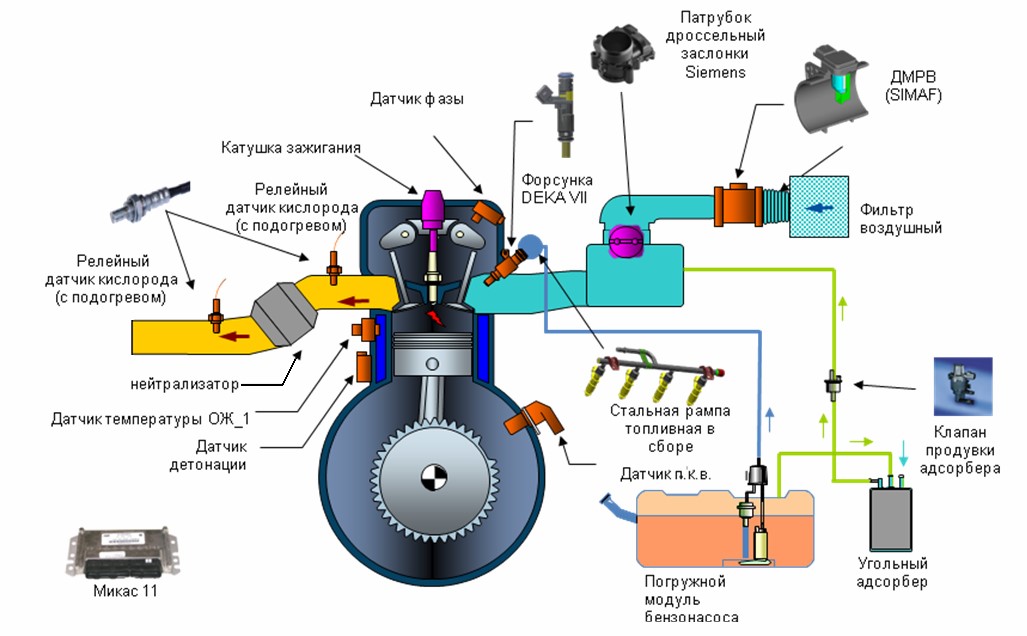 Патрубок
дроссельный
заслонки
Siemens
ДМРВ
(SIMAF)
Датчик фазы
Катушка зажигания
Форсунка
DEKA VII
Релейный
датчик кислорода
(с подогревом)
Фильтр
воздушный
Релейный
датчик кислорода
(с подогревом)
нейтрализатор
Датчик температуры ОЖ_1
Датчик
детонации
Стальная рампа
топливная в
сборе
Датчик п.к.в.
Клапан
продувки
адсорбера
Микас 11
Погружной
модуль
бензонасоса
Угольный
адсорбер